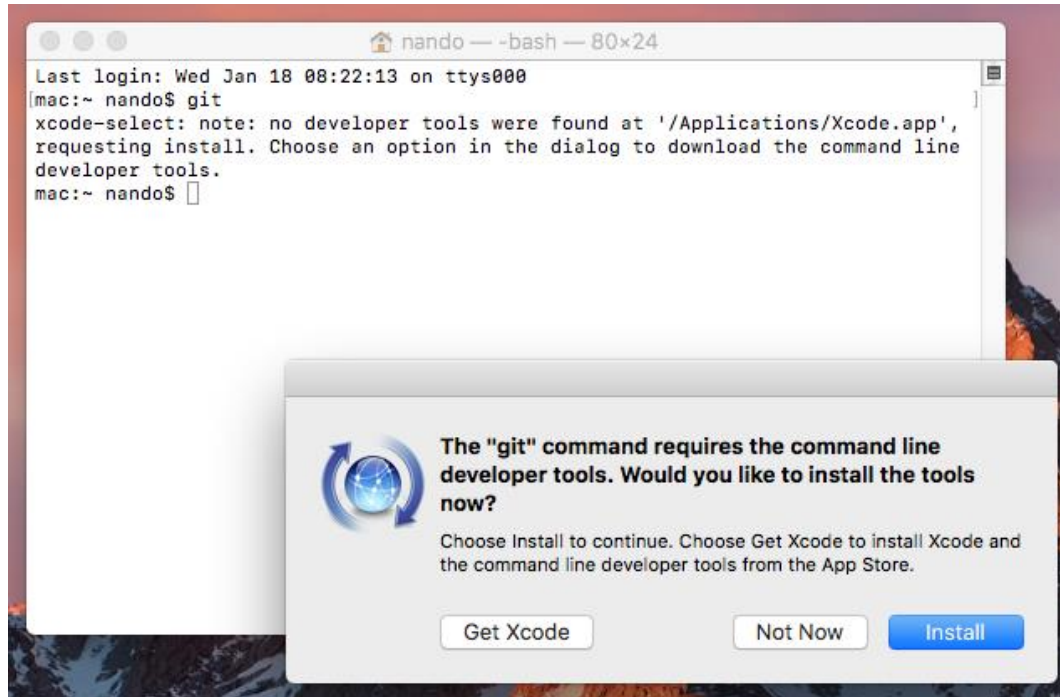 nando — -bash — 80×24
Last login: Wed Jan 18 08:22:13 on ttys000
[mac:~ nando$ git ]
xcode-select: note: no developer tools were found at '/Applications/Xcode.app',
requesting install. Choose an option in the dialog to download the command line
developer tools.
mac:~ nando$
The "git" command requires the command line
developer tools. Would you like to install the tools
now?
Choose Install to continue. Choose Get Xcode to install Xcode and
the command line developer tools from the App Store.
Get Xcode
Not Now
Install